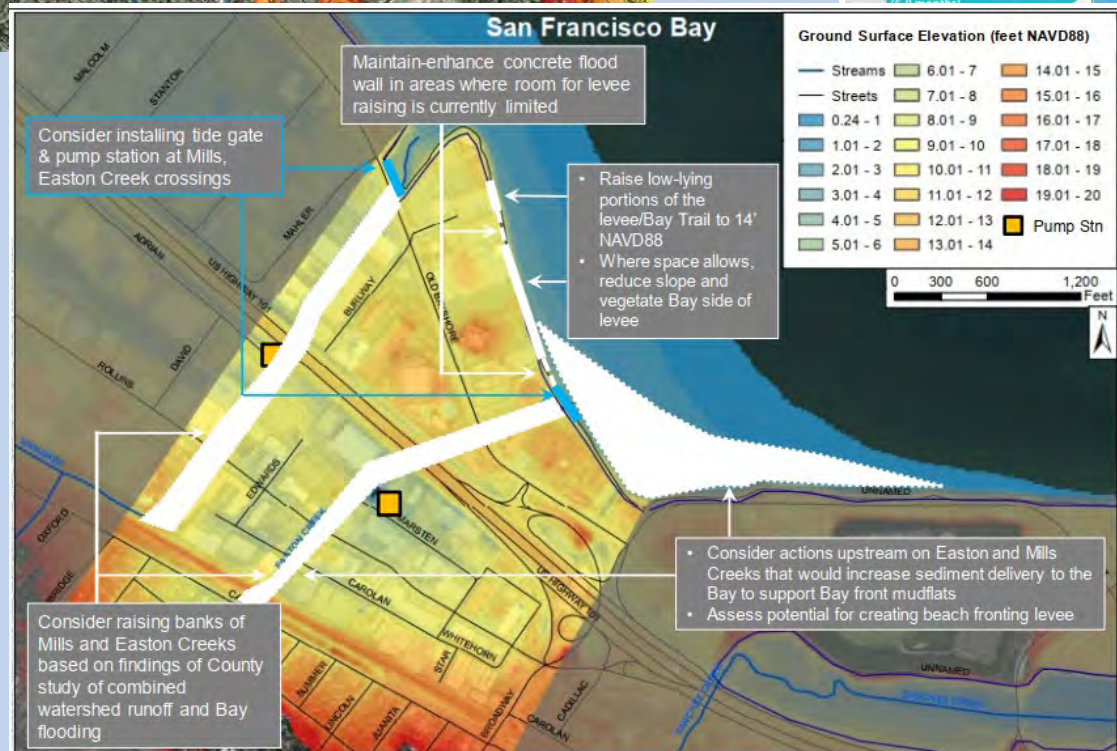 San Francisco Bay
Maintain-enhance concrete flood
wall in areas where room for levee
raising is currently limited
Consider installing tide gate
& pump station at Mills,
Easton Creek crossings
• Raise low-lying
portions of the
levee/Bay Trail to 14'
NAVD88
• Where space allows,
reduce slope and
vegetate Bay side of
levee
Ground Surface Elevation (feet NAVD88)
Streams
Streets
0.24 - 1
1.01 - 2
2.01 - 3
3.01 - 4
4.01 - 5
5.01 - 6
6.01 - 7
7.01 - 8
8.01 - 9
9.01 - 10
10.01 - 11
11.01 - 12
12.01 - 13
13.01 - 14
14.01 - 15
15.01 - 16
16.01 - 17
17.01 - 18
18.01 - 19
19.01 - 20
Pump Stn
0 300 600 1,200
Feet
N
MALCOLM
STANTON
MAHLER
ADRIAN
US HIGHWAY 101
BURLWAY
DAVID
ROLLINS
EDWARDS
OXFORD
MARSTEN
CAROLAN
US HIGHWAY 101
WHITEHORN
STAR
BROADWAY
CADILLAC
CAROLAN
SUMMER
LINCOLN
JUANITA
UNNAMED
UNNAMED
• Consider actions upstream on Easton and Mills
Creeks that would increase sediment delivery to the
Bay to support Bay front mudflats
• Assess potential for creating beach fronting levee
Consider raising banks of
Mills and Easton Creeks
based on findings of County
study of combined
watershed runoff and Bay
flooding